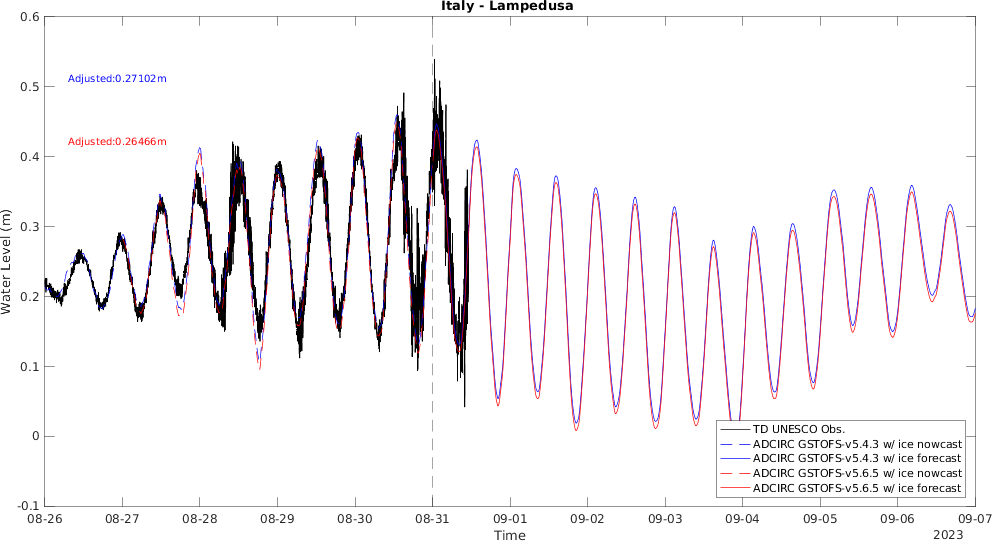 Italy - Lampedusa
0.6
0.5
0.4
0.3
0.2
0.1
0
-0.1
Water Level (m)
Adjusted:0.27102m
Adjusted:0.26466m
TD UNESCO Obs.
ADCIRC GSTOFS-v5.4.3 w/ ice nowcast
ADCIRC GSTOFS-v5.4.3 w/ ice forecast
ADCIRC GSTOFS-v5.6.5 w/ ice nowcast
ADCIRC GSTOFS-v5.6.5 w/ ice forecast
08-26 08-27 08-28 08-29 08-30 08-31 09-01 09-02 09-03 09-04 09-05 09-06 09-07
Time
2023